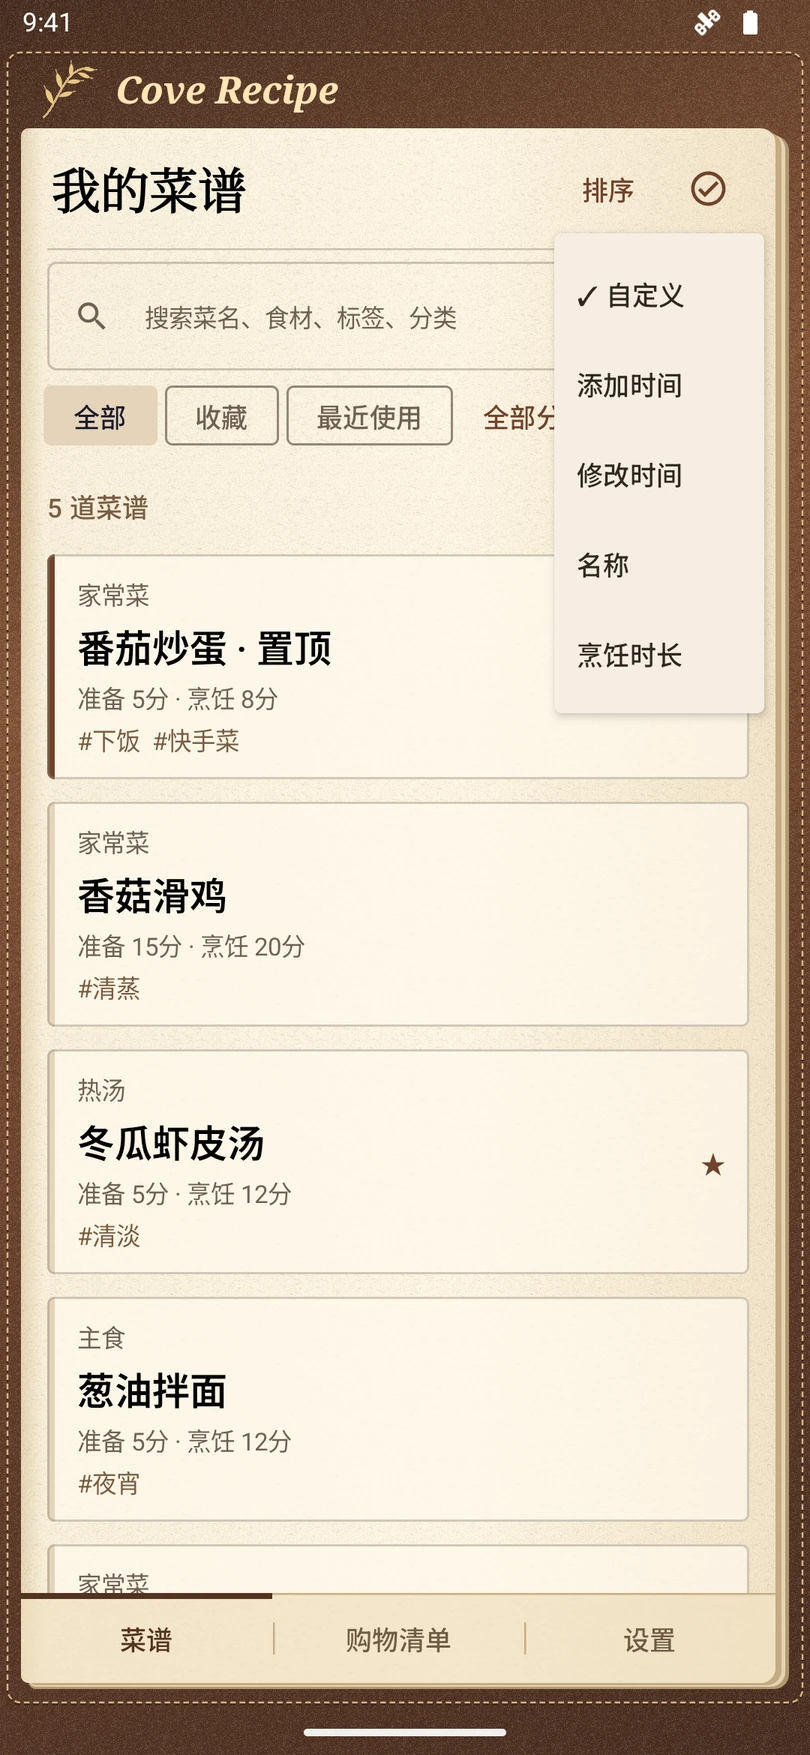 9:41
Cove Recipe
我的菜谱
排序
✓ 自定义
添加时间
修改时间
名称
烹饪时长
搜索菜名、食材、标签、分类
全部
收藏
最近使用
全部分
5 道菜谱
家常菜
番茄炒蛋 · 置顶
准备 5分 · 烹饪 8分
#下饭 #快手菜
家常菜
香菇滑鸡
准备 15分 · 烹饪 20分
#清蒸
热汤
冬瓜虾皮汤
准备 5分 · 烹饪 12分
#清淡
主食
葱油拌面
准备 5分 · 烹饪 12分
#夜宵
家常菜
菜谱
购物清单
设置